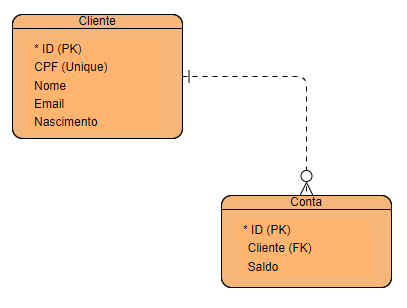 Cliente
* ID (PK)
CPF (Unique)
Nome
Email
Nascimento
Conta
* ID (PK)
Cliente (FK)
Saldo